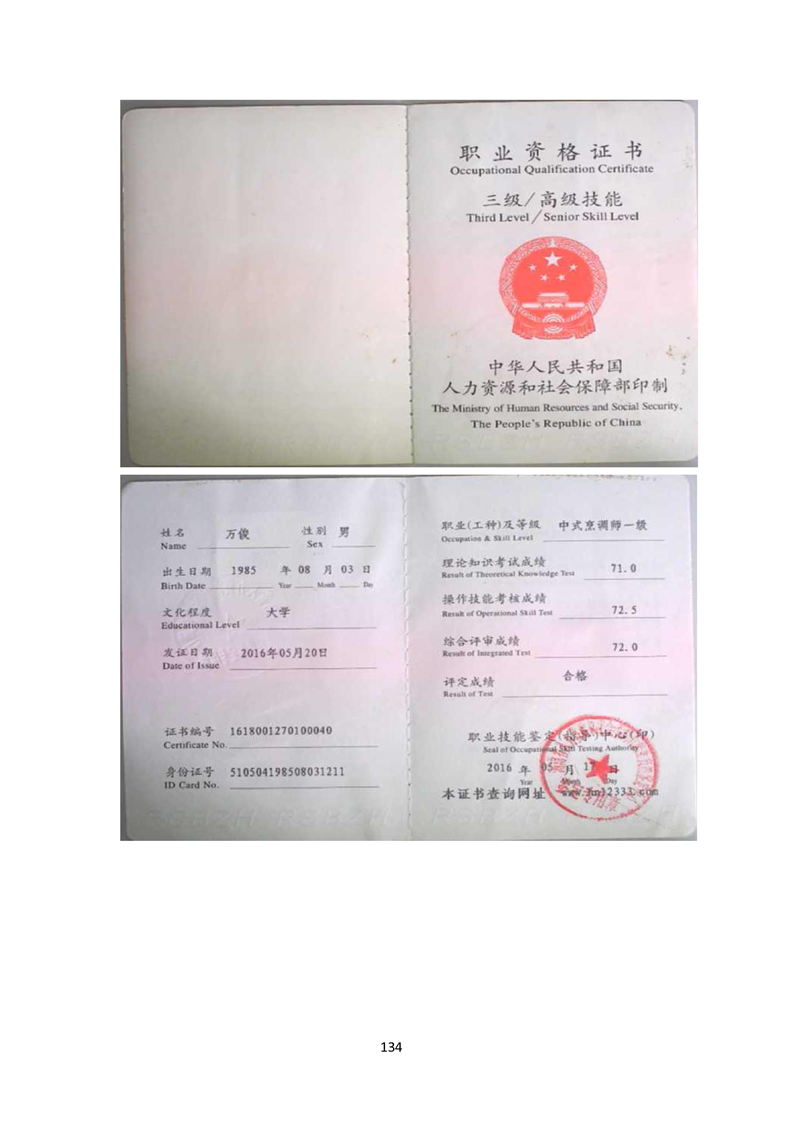 职业资格证书
Occupational Qualification Certificate
三级/高级技能
Third Level/Senior Skill Level
中华人民共和国
人力资源和社会保障部印制
The Ministry of Human Resources and Social Security,
The People's Republic of China
姓名 万俊 性别 男
Name Sex
出生日期 1985 年 08 月 03 日
Birth Date Year Month Day
文化程度 大学
Educational Level
发证日期 2016年05月20日
Date of Issue
证书编号 1618001270100040
Certificate No.
身份证号 510504198508031211
ID Card No.
职业(工种)及等级 中式烹调师一级
Occupation & Skill Level
理论知识考试成绩 71.0
Result of Theoretical Knowledge Test
操作技能考核成绩 72.5
Result of Operational Skill Test
综合评审成绩 72.0
Result of Integrated Test
评定成绩 合格
Result of Test
职业技能鉴定(指导)中心(印)
Seal of Occupational Skill Testing Authority
2016 年 05 月 日
Year Month Day
本证书查询网址
134